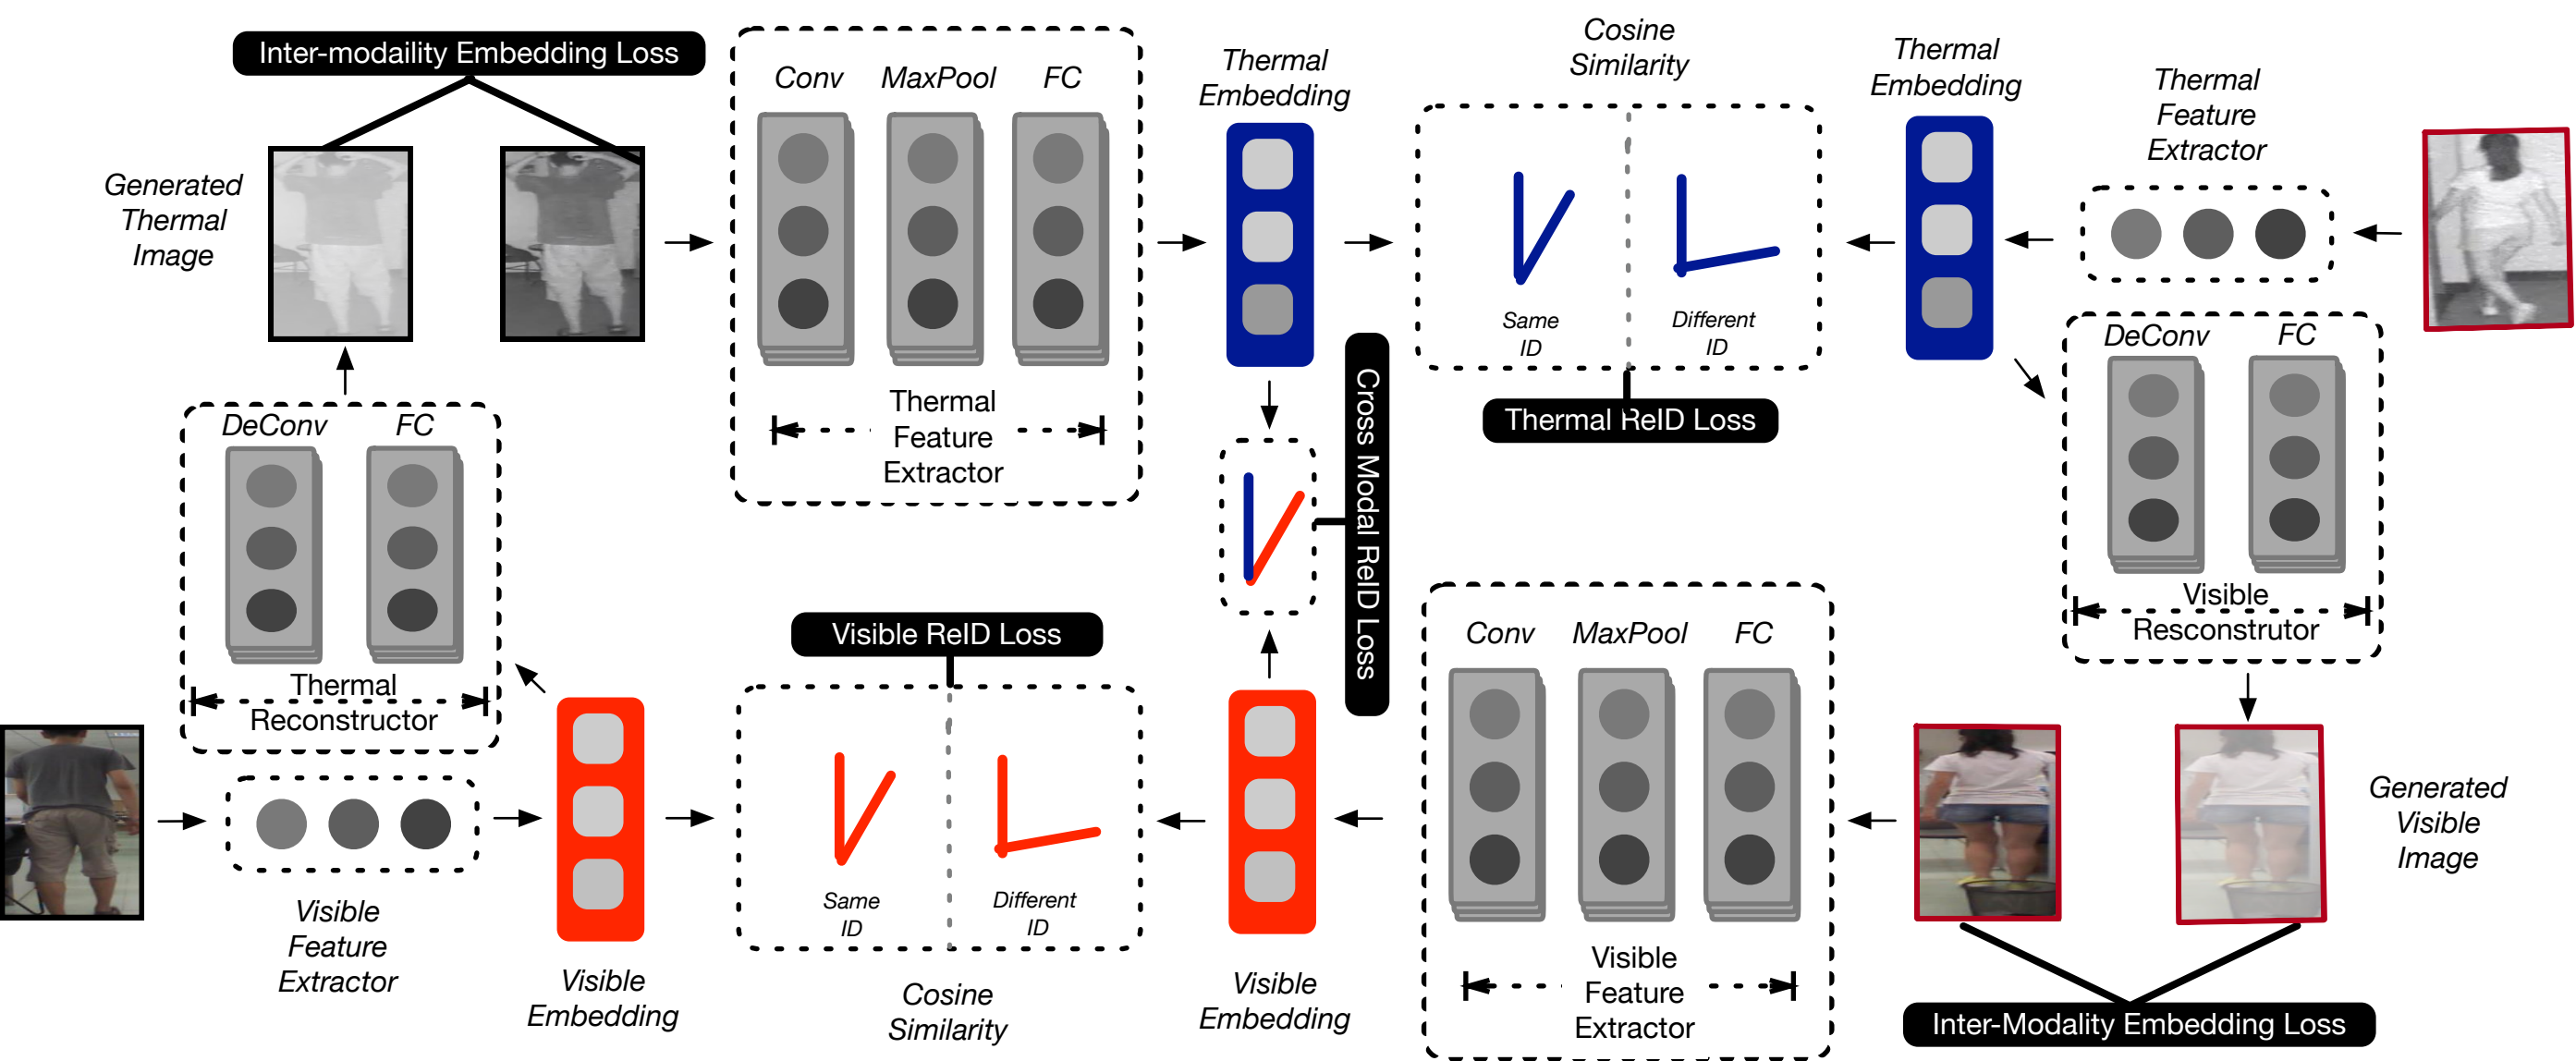 Inter-modaility Embedding Loss
Generated
Thermal
Image
Conv MaxPool FC
Thermal
Feature
Extractor
Thermal
Embedding
Cosine
Similarity
Same
ID
Different
ID
Thermal ReID Loss
Thermal
Embedding
Thermal
Feature
Extractor
DeConv FC
Visible
Resconstrutor
DeConv FC
Thermal
Reconstructor
Cross Modal ReID Loss
Visible ReID Loss
Same
ID
Different
ID
Cosine
Similarity
Visible
Feature
Extractor
Visible
Embedding
Visible
Embedding
Conv MaxPool FC
Visible
Feature
Extractor
Generated
Visible
Image
Inter-Modality Embedding Loss